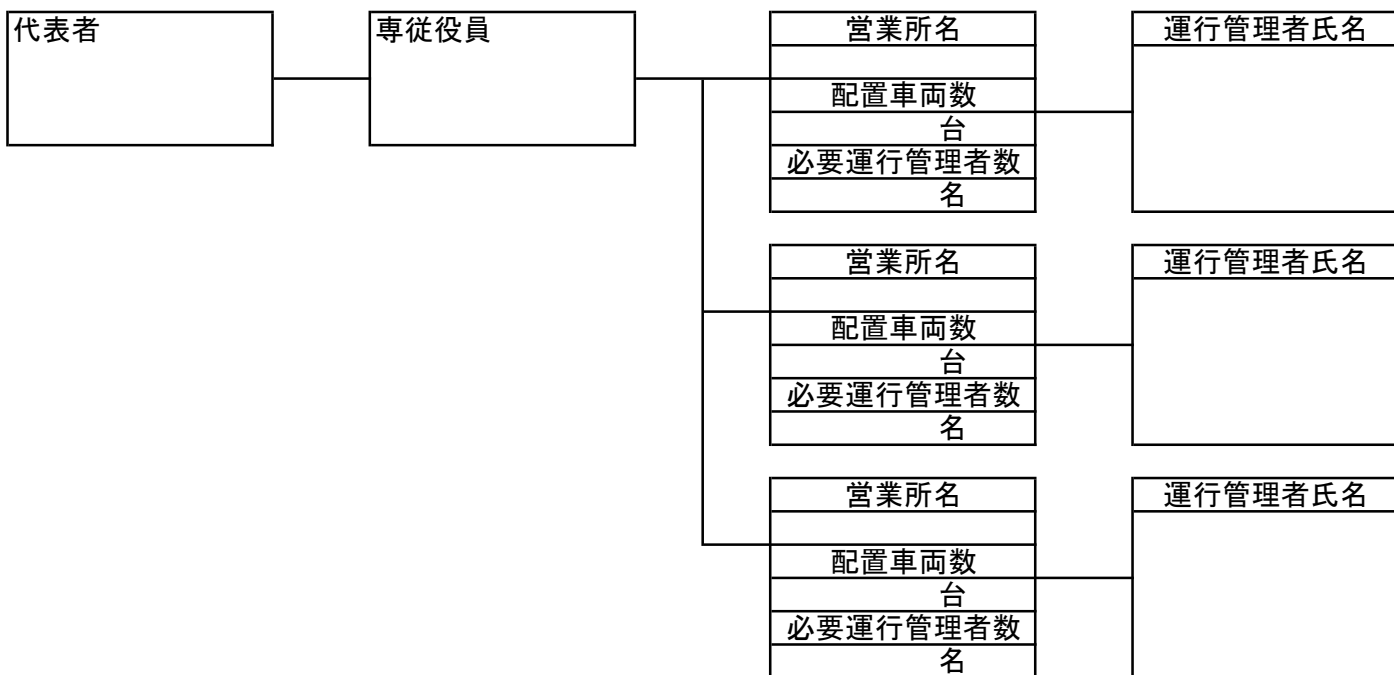 代表者
専従役員
営業所名
運行管理者氏名
配置車両数
台
必要運行管理者数
名
営業所名
運行管理者氏名
配置車両数
台
必要運行管理者数
名
営業所名
運行管理者氏名
配置車両数
台
必要運行管理者数
名